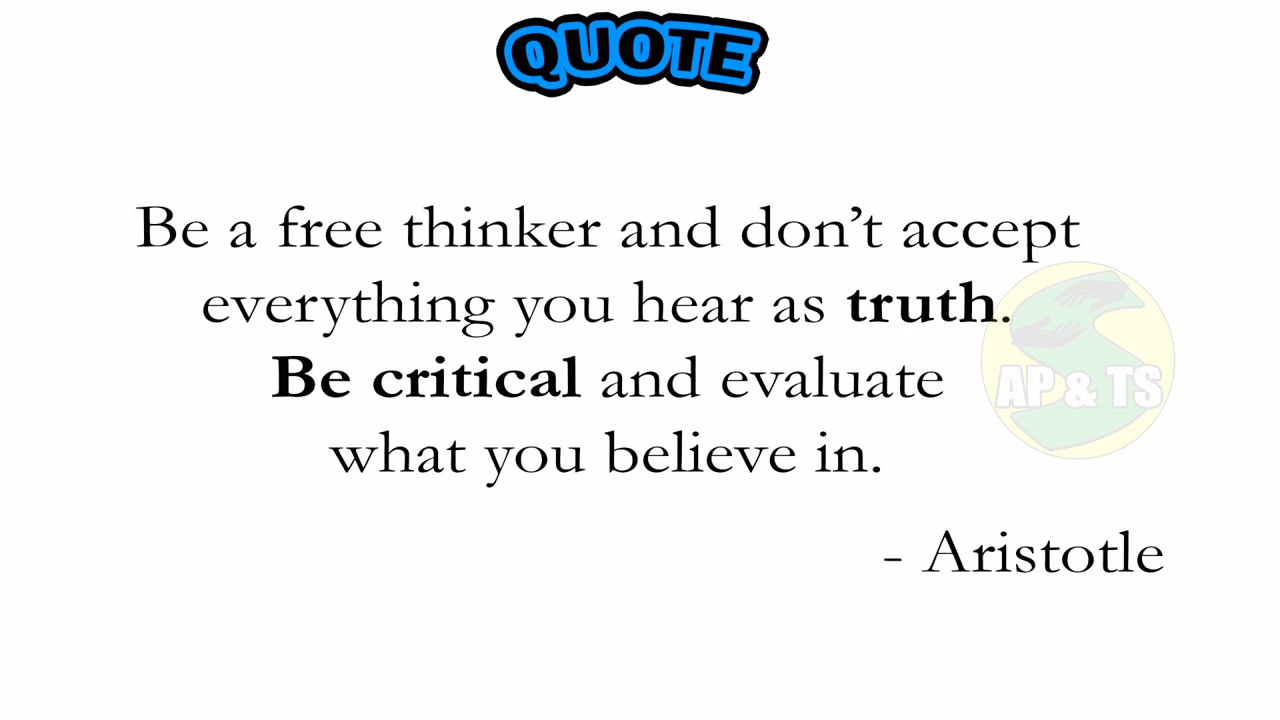 QUOTE
Be a free thinker and don’t accept
everything you hear as truth.
Be critical and evaluate
what you believe in.
AP & TS
- Aristotle